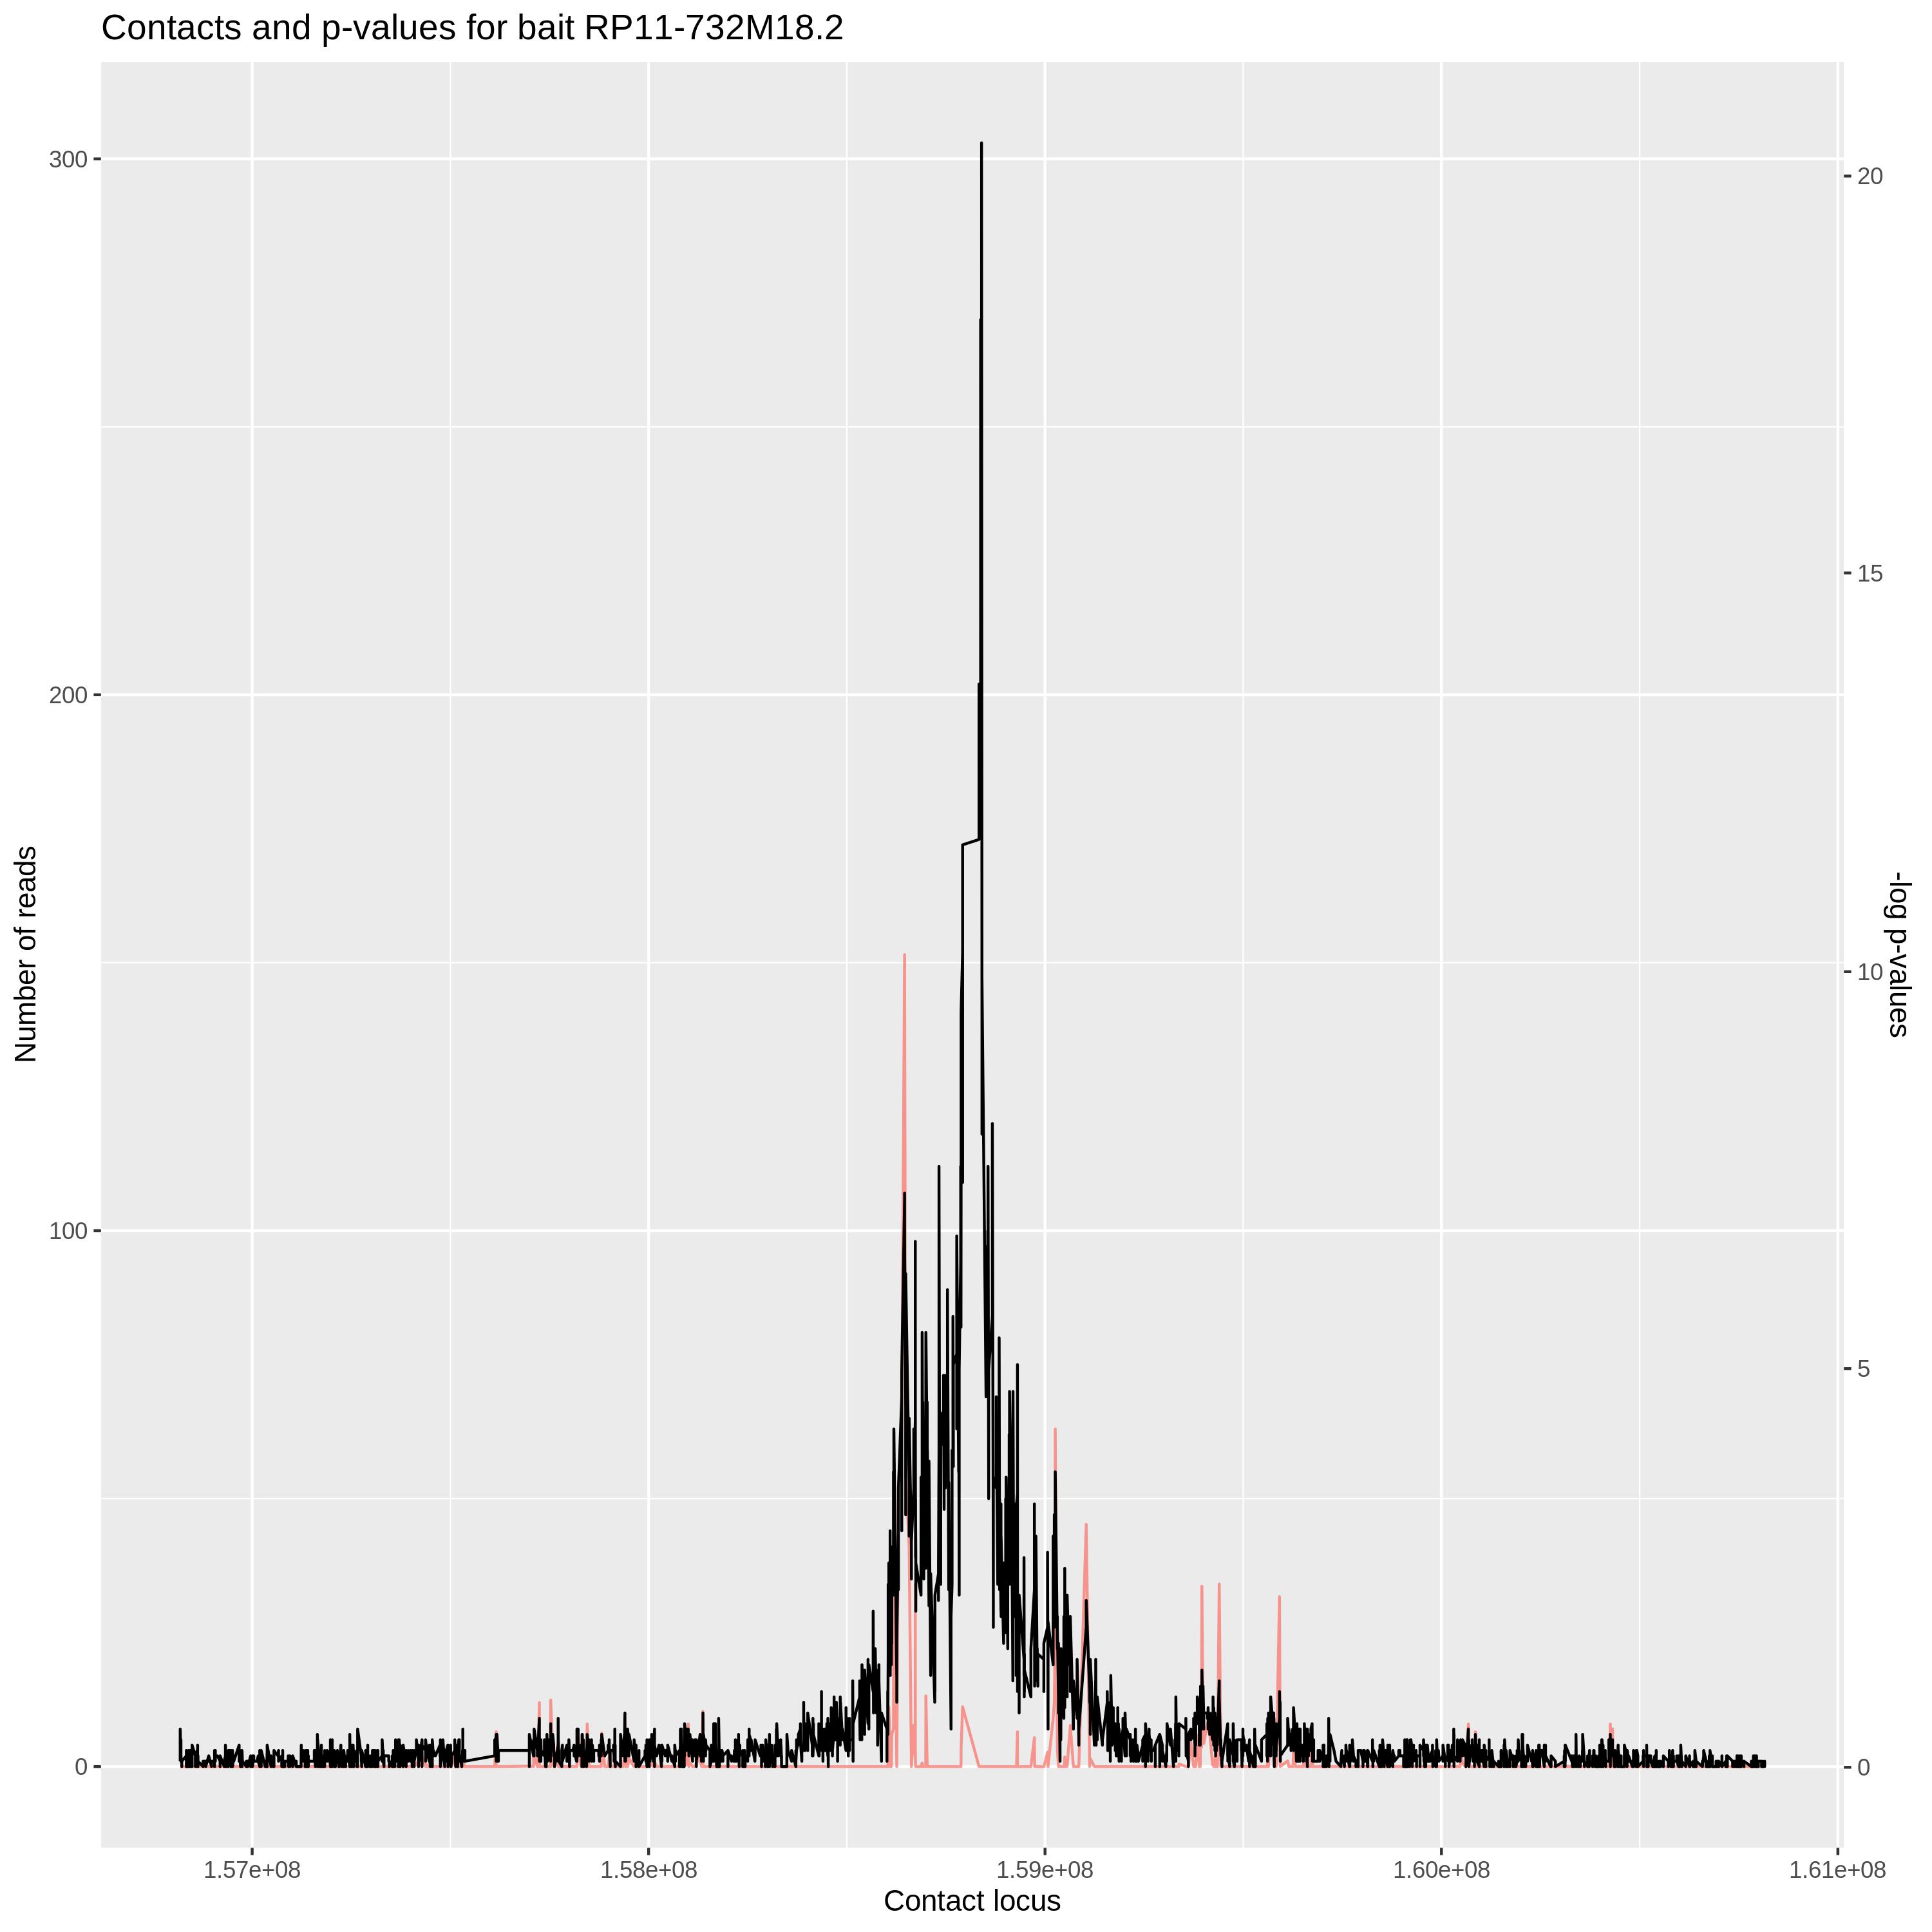 Contacts and p-values for bait RP11-732M18.2
Number of reads
300
200
100
0
20
15
10
5
0
-log p-values
1.57e+08
1.58e+08
1.59e+08
1.60e+08
1.61e+08
Contact locus